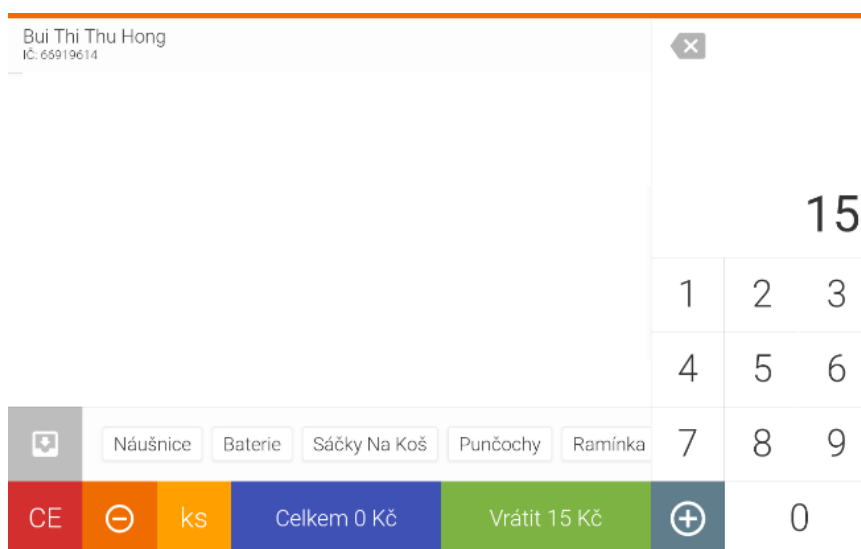 Bui Thi Thu Hong
IČ: 66919614
15
1 2 3
4 5 6
Náušnice Baterie Sáčky Na Koš Punčochy Ramínka 7 8 9
CE ks Celkem 0 Kč Vrátit 15 Kč 0